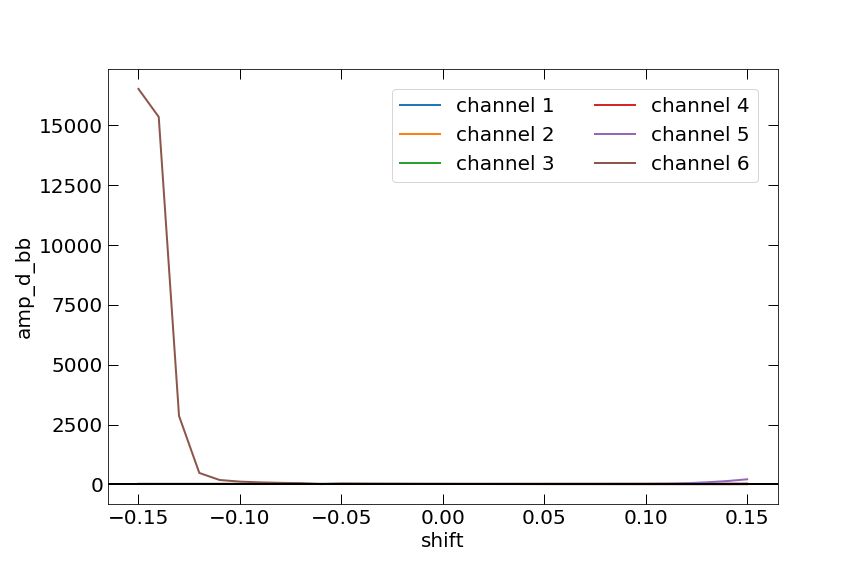 channel 1
channel 2
channel 3
channel 4
channel 5
channel 6
15000
12500
10000
7500
5000
2500
0
amp_d_bb
−0.15
−0.10
−0.05
0.00
0.05
0.10
0.15
shift